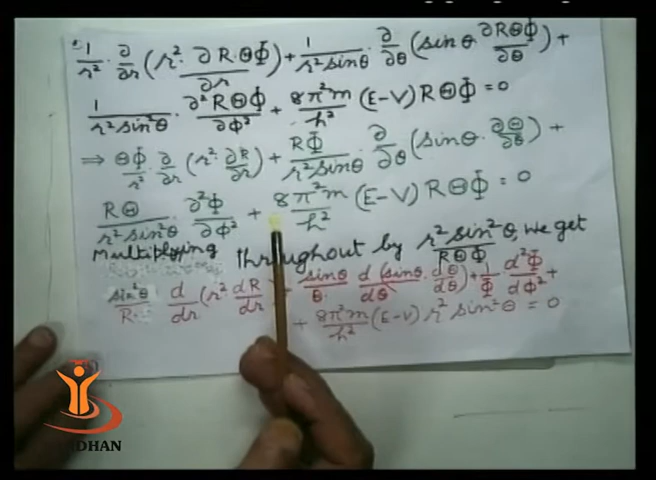 1/r² · ∂/∂r (r² · ∂R·ΘΦ/∂r) + 1/r² sinθ · ∂/∂θ (sinθ · ∂RΘΦ/∂θ) +
1/r² sin²θ · ∂²RΘΦ/∂φ² + 8π²m/h² (E-V) RΘΦ = 0
⇒ ΘΦ/r² · ∂/∂r (r² · ∂R/∂r) + RΦ/r² sinθ · ∂/∂θ (sinθ · ∂Θ/∂θ) +
RΘ/r² sin²θ · ∂²Φ/∂φ² + 8π²m/h² (E-V) RΘΦ = 0
Multiplying throughout by r² sin²θ/RΘΦ, we get
sin²θ/R · d/dr (r² dR/dr) sinθ/Θ · d/dθ (sinθ · dΘ/dθ) + 1/Φ d²Φ/dφ² +
+ 8π²m/h² (E-V) r² sin²θ = 0
DHAN